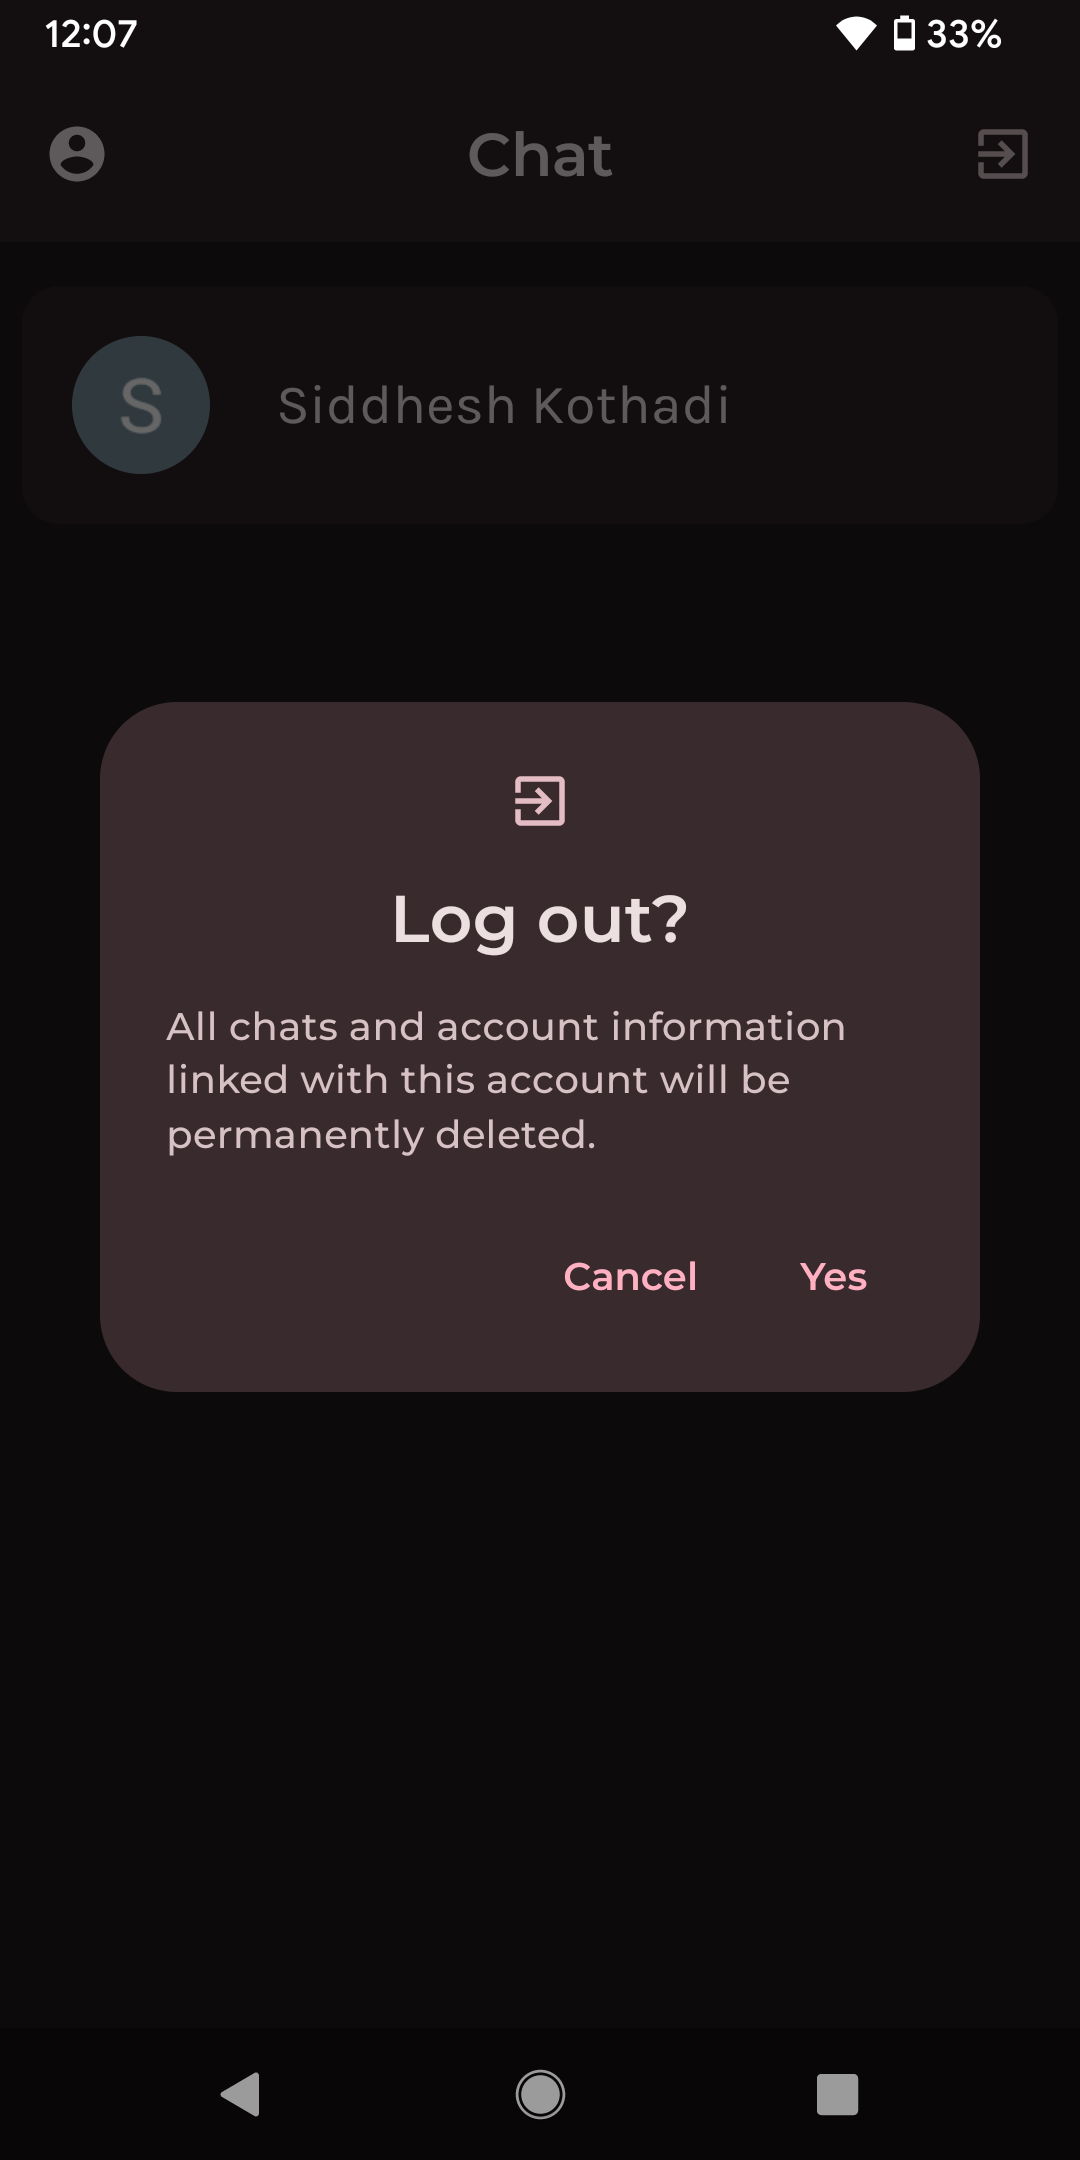 12:07
33%
Chat
S
Siddhesh Kothadi
Log out?
All chats and account information
linked with this account will be
permanently deleted.
Cancel
Yes